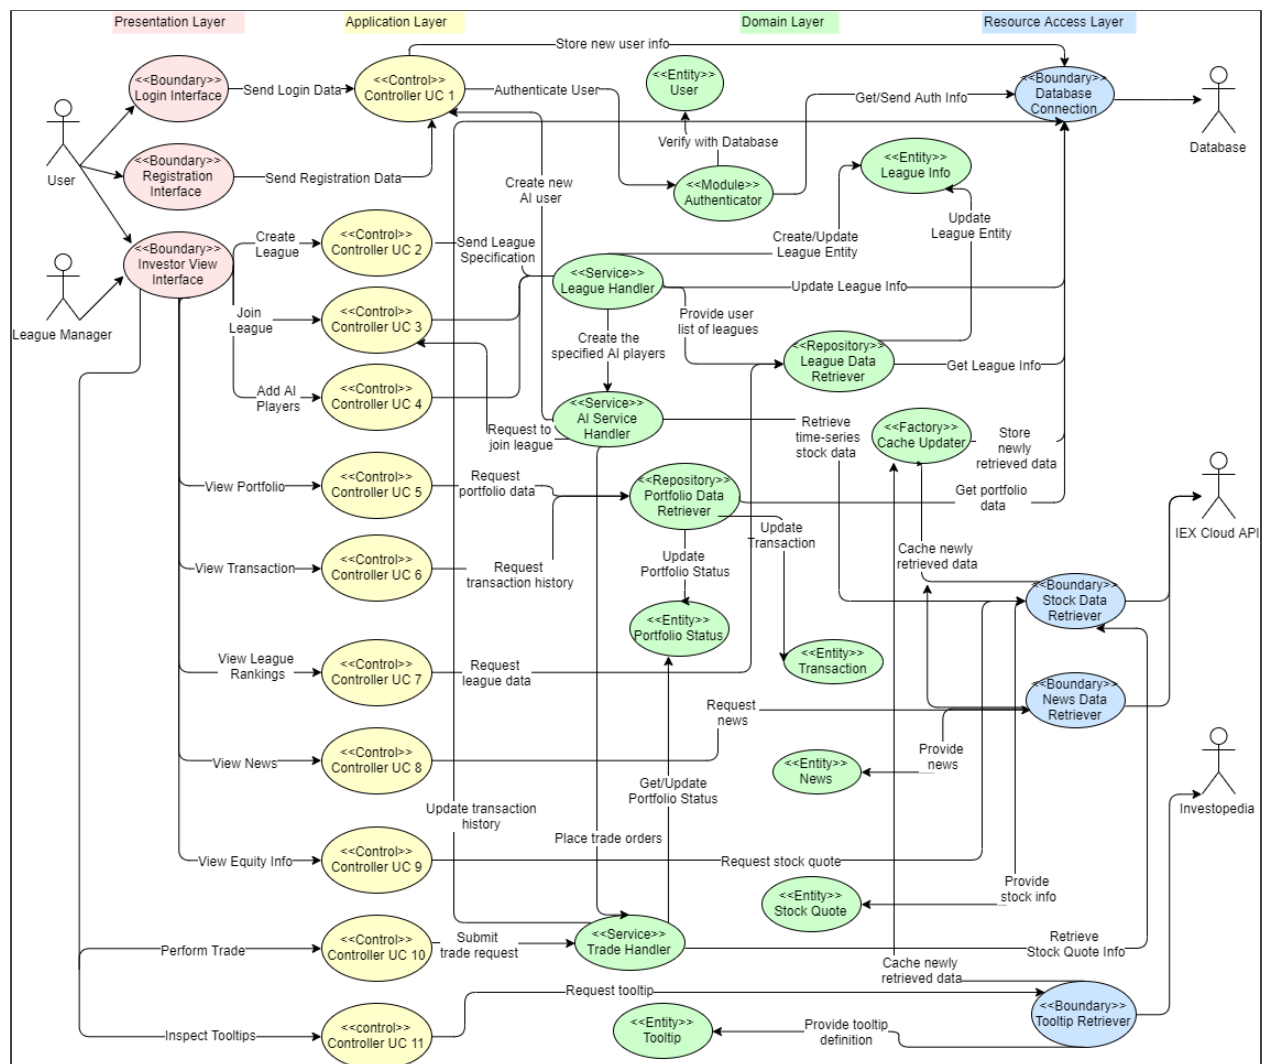 Presentation Layer
Application Layer
Domain Layer
Resource Access Layer
Store new user info
<<Boundary>>
Login Interface
Send Login Data
<<Control>>
Controller UC 1
Authenticate User
<<Entity>>
User
Get/Send Auth Info
<<Boundary>>
Database
Connection
Database
User
<<Boundary>>
Registration
Interface
Send Registration Data
Create new
AI user
Verify with Database
<<Module>>
Authenticator
<<Entity>>
League Info
Update
League Entity
<<Boundary>>
Investor View
Interface
League Manager
Create
League
<<Control>>
Controller UC 2
Send League
Specification
Create/Update
League Entity
<<Service>>
League Handler
Update League Info
Join
League
<<Control>>
Controller UC 3
Provide user
list of leagues
Create the
specified AI players
<<Repository>>
League Data
Retriever
Get League Info
Add AI
Players
<<Control>>
Controller UC 4
Request to
join league
<<Service>>
AI Service
Handler
Retrieve
time-series
stock data
<<Factory>>
Cache Updater
Store
newly
retrieved data
View Portfolio
<<Control>>
Controller UC 5
Request
portfolio data
<<Repository>>
Portfolio Data
Retriever
Get portfolio
data
Update
Transaction
IEX Cloud API
View Transaction
<<Control>>
Controller UC 6
Request
transaction history
Update
Portfolio Status
Cache newly
retrieved data
<<Boundary>>
Stock Data
Retriever
<<Entity>>
Portfolio Status
<<Entity>>
Transaction
View League
Rankings
<<Control>>
Controller UC 7
Request
league data
<<Boundary>>
News Data
Retriever
Request
news
View News
<<Control>>
Controller UC 8
Provide
news
<<Entity>>
News
Get/Update
Portfolio Status
Investopedia
Update transaction
history
Place trade orders
View Equity Info
<<Control>>
Controller UC 9
Request stock quote
Provide
stock info
<<Entity>>
Stock Quote
Perform Trade
<<Control>>
Controller UC 10
Submit
trade request
<<Service>>
Trade Handler
Retrieve
Stock Quote Info
Cache newly
retrieved data
Request tooltip
Inspect Tooltips
<<control>>
Controller UC 11
<<Entity>>
Tooltip
Provide tooltip
definition
<<Boundary>>
Tooltip Retriever